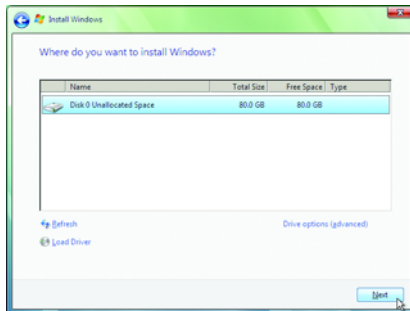 Install Windows
Where do you want to install Windows?
Name Total Size Free Space Type
Disk 0 Unallocated Space 80.0 GB 80.0 GB
Refresh Drive options (advanced)
Load Driver
Next